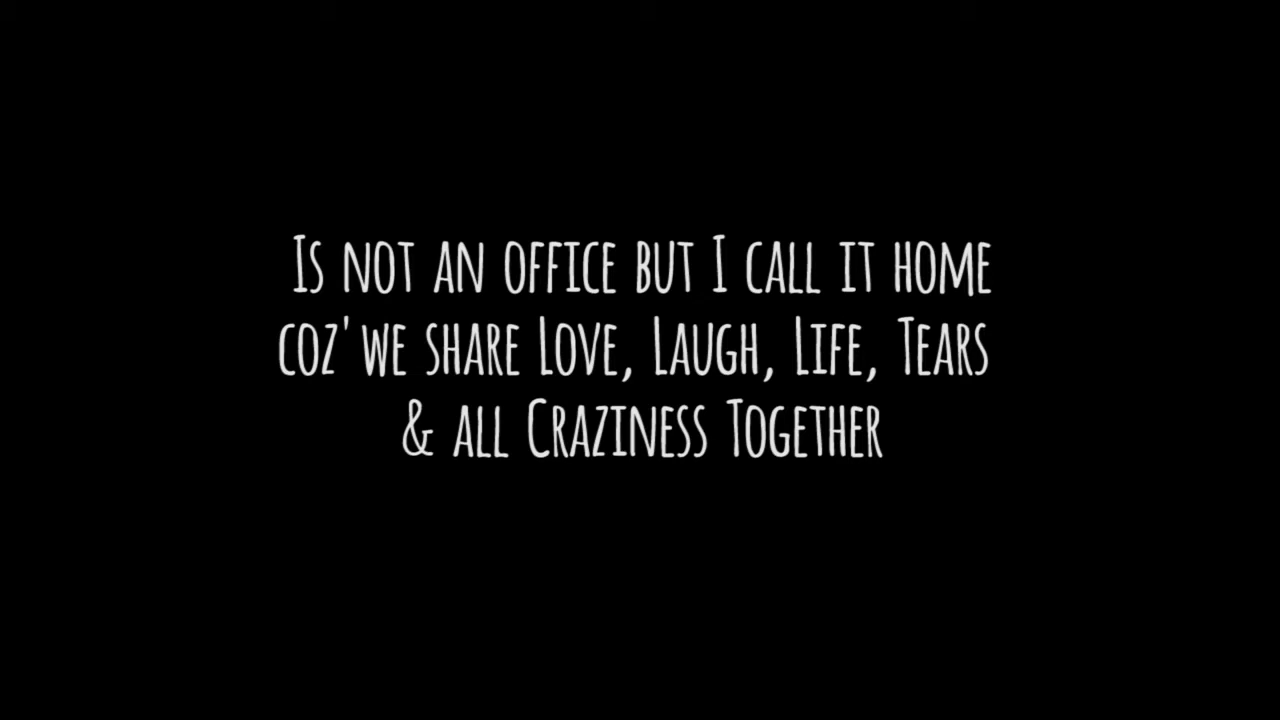 Is not an office but I call it home
coz' we share Love, Laugh, Life, Tears
& all Craziness Together